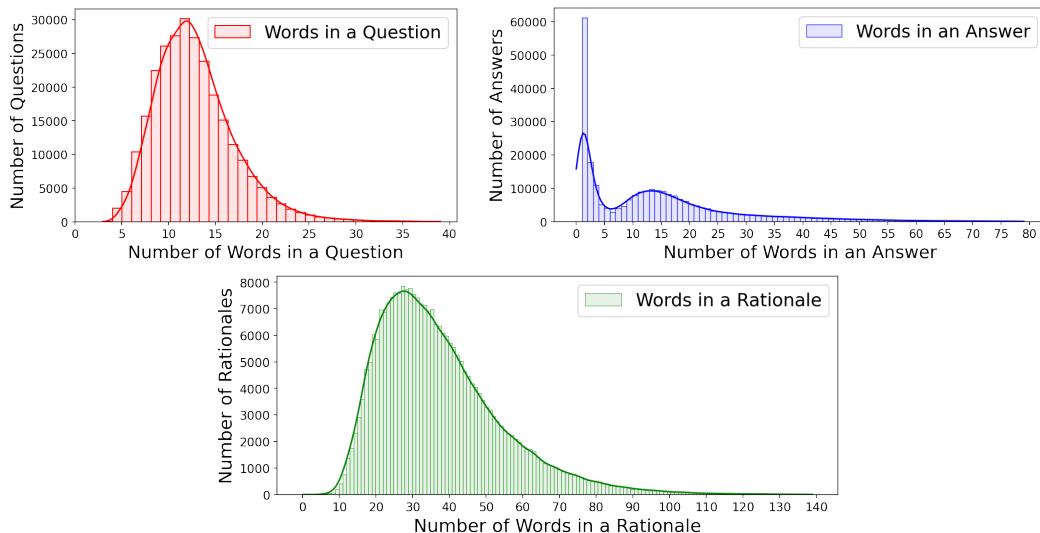 Number of Questions
30000
25000
20000
15000
10000
5000
0
Words in a Question
0 5 10 15 20 25 30 35 40
Number of Words in a Question
Number of Answers
60000
50000
40000
30000
20000
10000
0
Words in an Answer
0 5 10 15 20 25 30 35 40 45 50 55 60 65 70 75 80
Number of Words in an Answer
Number of Rationales
8000
7000
6000
5000
4000
3000
2000
1000
0
Words in a Rationale
0 10 20 30 40 50 60 70 80 90 100 110 120 130 140
Number of Words in a Rationale